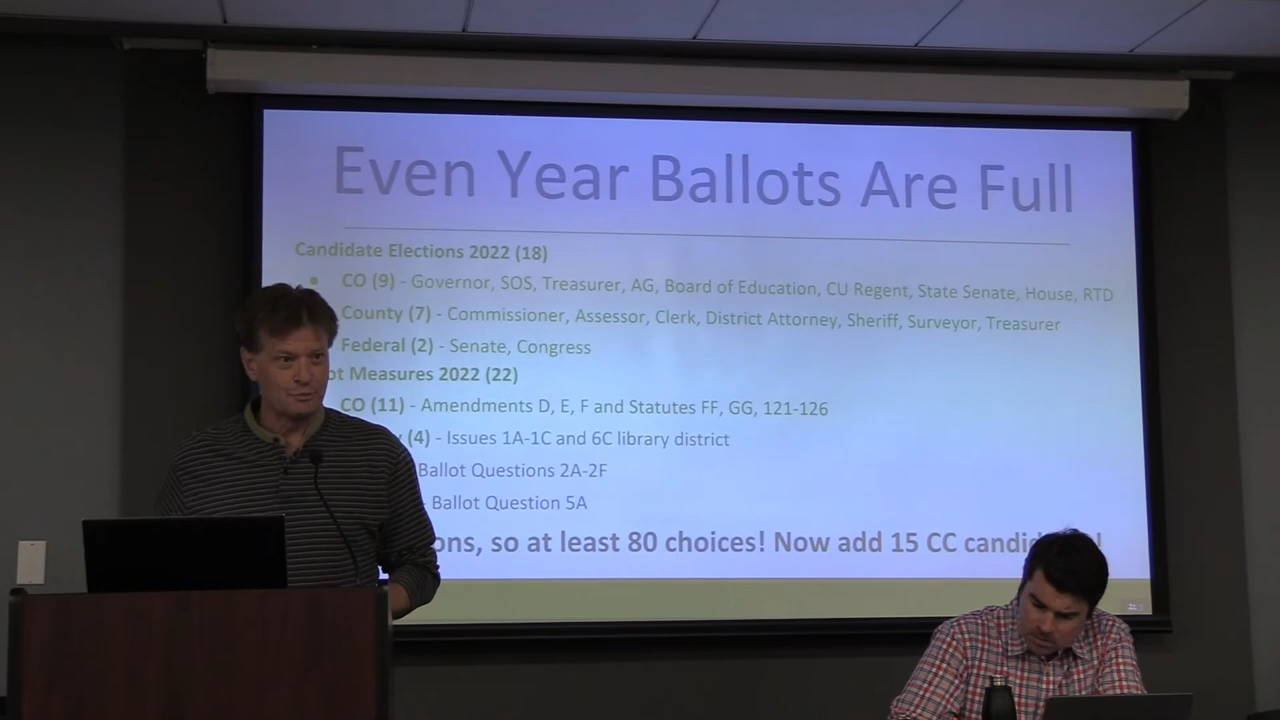 Even Year Ballots Are Full
Candidate Elections 2022 (18)
• CO (9) - Governor, SOS, Treasurer, AG, Board of Education, CU Regent, State Senate, House, RTD
County (7) - Commissioner, Assessor, Clerk, District Attorney, Sheriff, Surveyor, Treasurer
Federal (2) - Senate, Congress
Measures 2022 (22)
CO (11) - Amendments D, E, F and Statutes FF, GG, 121-126
(4) - Issues 1A-1C and 6C library district
Ballot Questions 2A-2F
- Ballot Question 5A
so at least 80 choices! Now add 15 CC